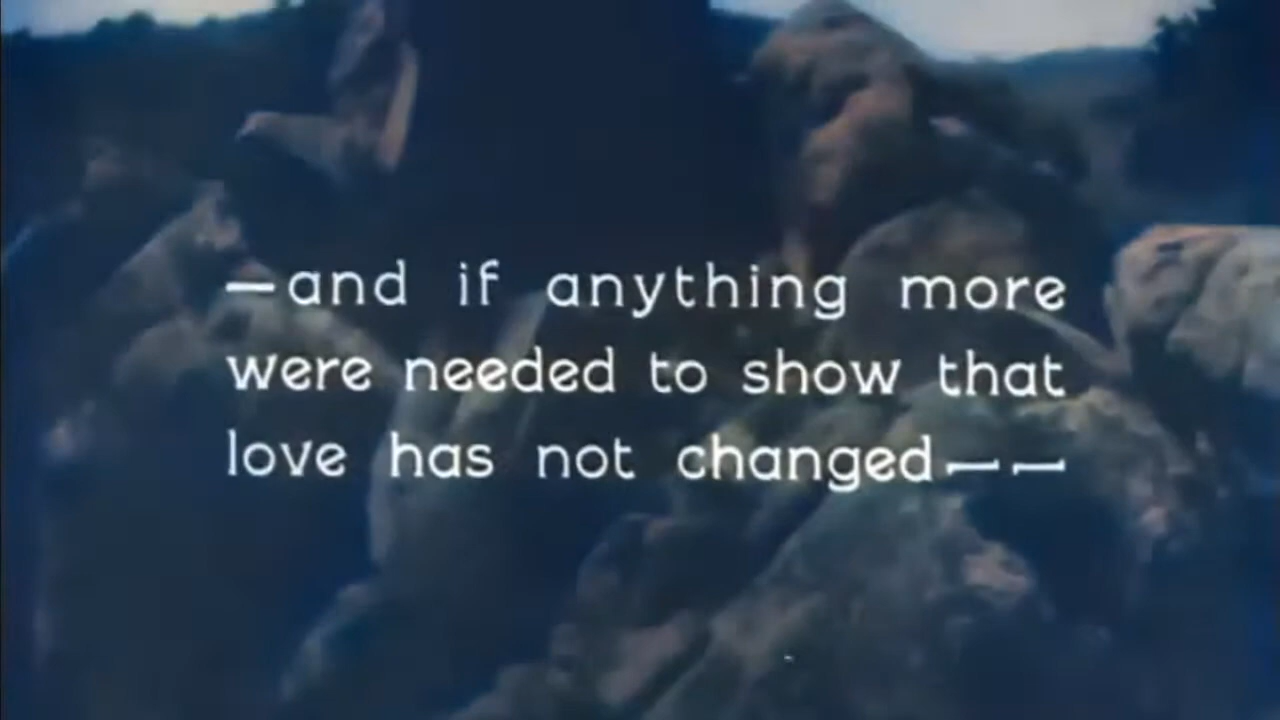 —and if anything more
were needed to show that
love has not changed— —